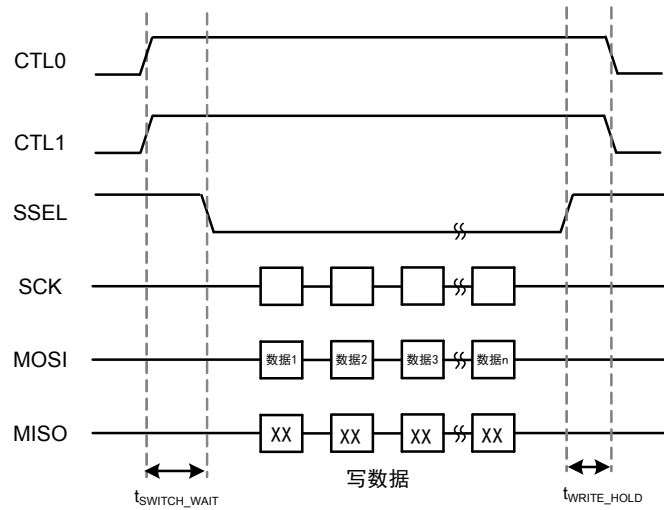 CTL0
CTL1
SSEL
SCK
MOSI 数据1 数据2 数据3 数据n
MISO XX XX XX XX
tSWITCH_WAIT 写数据 tWRITE_HOLD